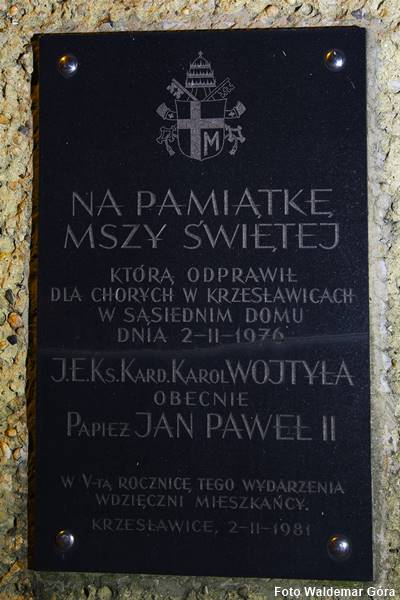 M
NA PAMIĄTKĘ
MSZY ŚWIĘTEJ
KTÓRĄ ODPRAWIŁ
DLA CHORYCH W KRZESŁAWICACH
W SĄSIEDNIM DOMU
DNIA 2-II-1976
J.E.KS.KARD.KAROL WOJTYŁA
OBECNIE
PAPIEŻ JAN PAWEŁ II
W V-TĄ ROCZNICĘ TEGO WYDARZENIA
WDZIĘCZNI MIESZKAŃCY.
KRZESŁAWICE, 2-II-1981
Foto Waldemar Góra